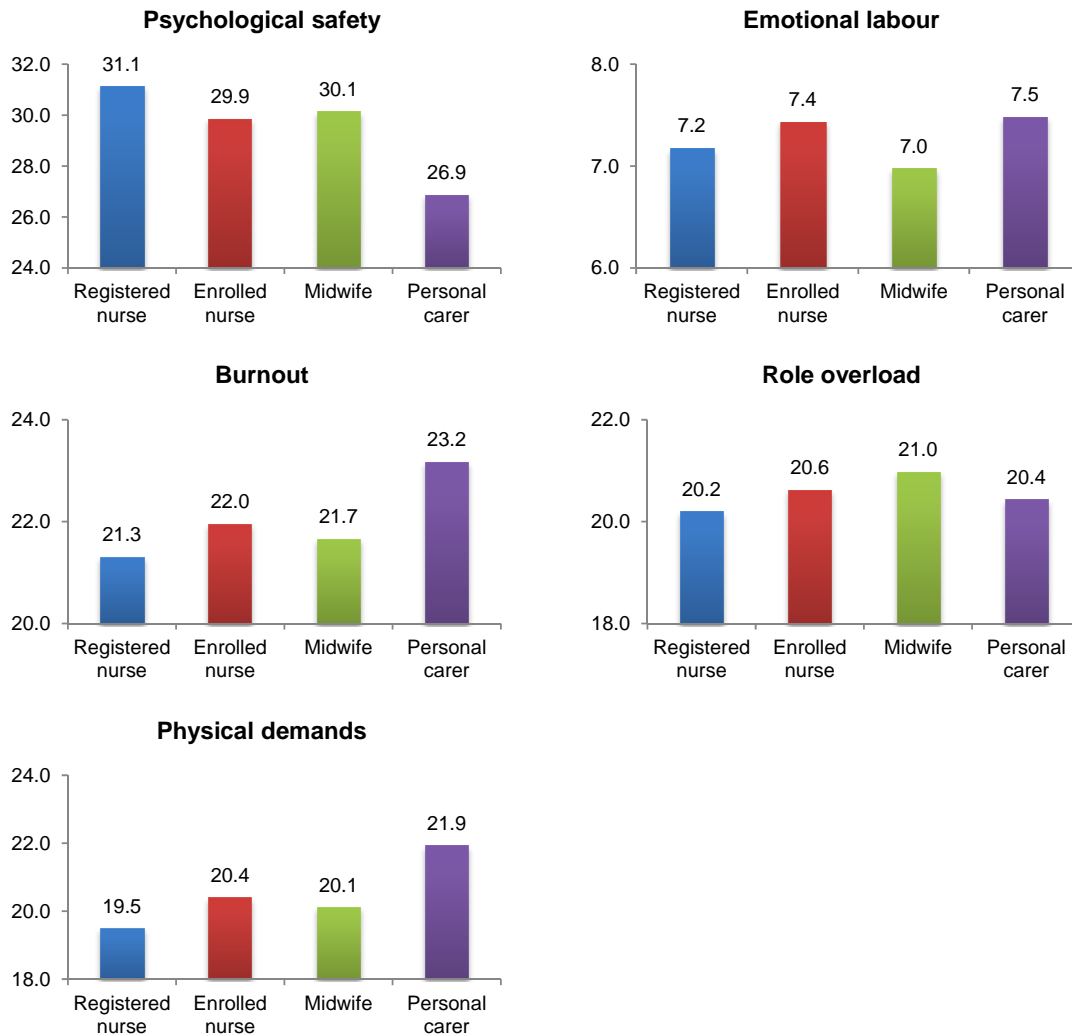 Psychological safety
32.0
30.0
28.0
26.0
24.0
31.1
29.9
30.1
26.9
Registered
nurse
Enrolled
nurse
Midwife
Personal
carer
Emotional labour
8.0
7.0
6.0
7.2
7.4
7.0
7.5
Registered
nurse
Enrolled
nurse
Midwife
Personal
carer
Burnout
24.0
22.0
20.0
21.3
22.0
21.7
23.2
Registered
nurse
Enrolled
nurse
Midwife
Personal
carer
Role overload
22.0
20.0
18.0
20.2
20.6
21.0
20.4
Registered
nurse
Enrolled
nurse
Midwife
Personal
carer
Physical demands
24.0
22.0
20.0
18.0
19.5
20.4
20.1
21.9
Registered
nurse
Enrolled
nurse
Midwife
Personal
carer